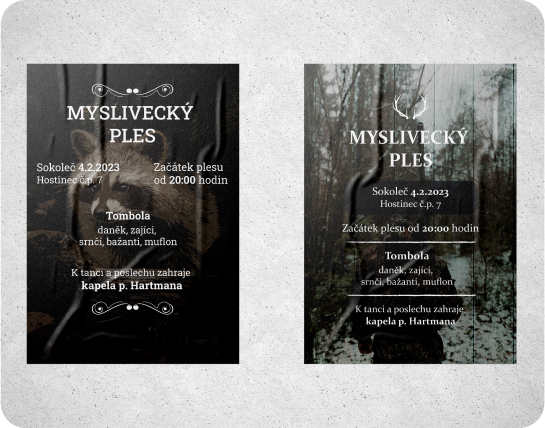 MYSLIVECKÝ
PLES
Sokoleč 4.2.2023
Hostinec č.p. 7
Začátek plesu
od 20:00 hodin
Tombola
daněk, zajíci,
srnčí, bažanti, muflon
K tanci a poslechu zahraje
kapela p. Hartmana
MYSLIVECKÝ
PLES
Sokoleč 4.2.2023
Hostinec č.p. 7
Začátek plesu od 20:00 hodin
Tombola
daněk, zajíci,
srnčí, bažanti, muflon
K tanci a poslechu zahraje
kapela p. Hartmana